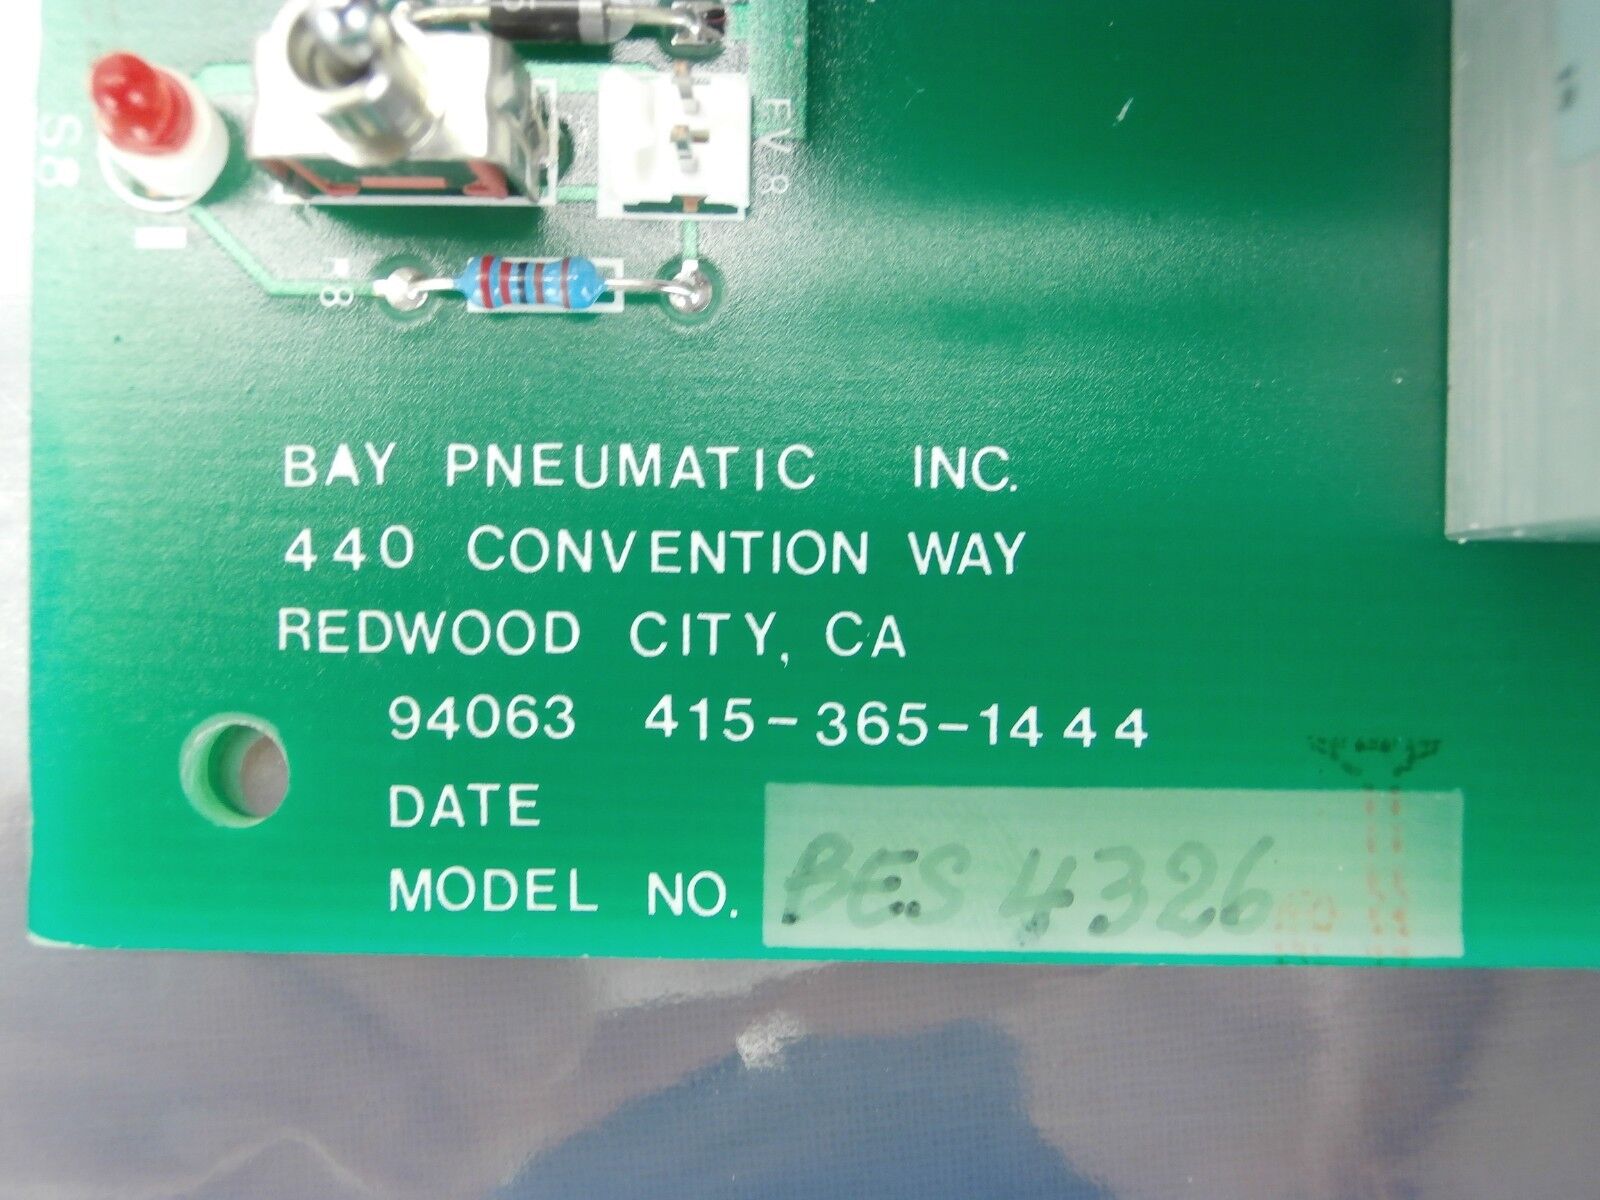 S8
FV8
BAY PNEUMATIC INC.
440 CONVENTION WAY
REDWOOD CITY, CA
94063 415-365-1444
DATE
MODEL NO. BES 4326